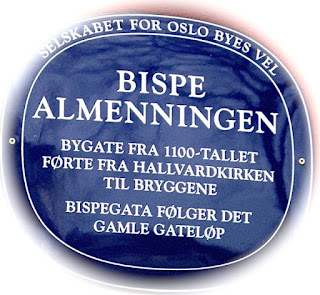 SELSKABET FOR OSLO BYES VEL
BISPE
ALMENNINGEN
BYGATE FRA 1100-TALLET
FØRTE FRA HALLVARDKIRKEN
TIL BRYGGENE
BISPEGATA FØLGER DET
GAMLE GATELØP